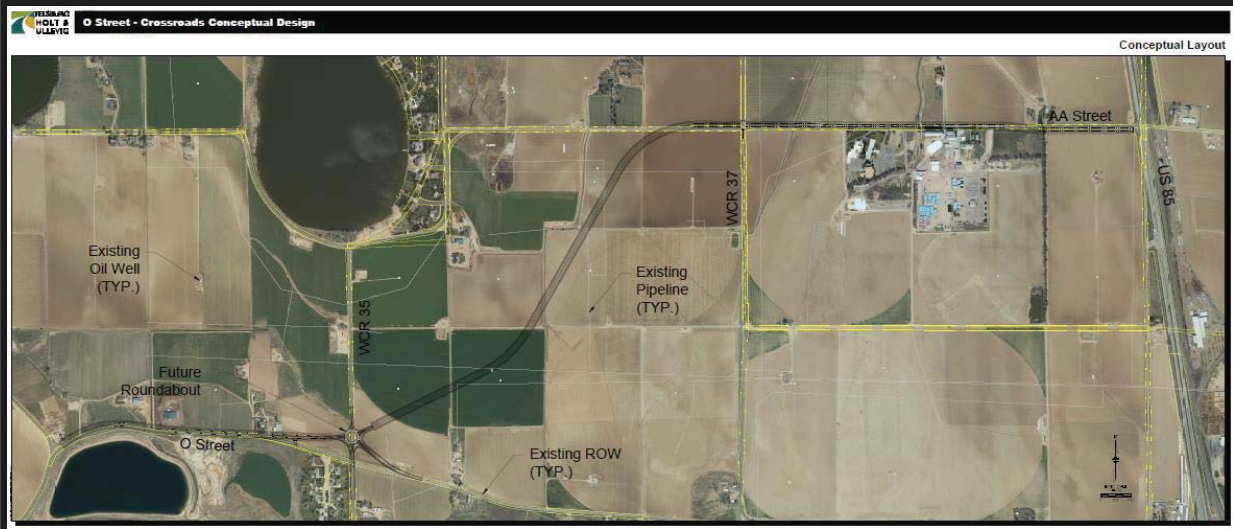 FELSBURG
HOLT &
ULLEVIG
O Street - Crossroads Conceptual Design
Conceptual Layout
AA Street
US 85
WCR 37
Existing
Oil Well
(TYP.)
Existing
Pipeline
(TYP.)
WCR 35
Future
Roundabout
O Street
Existing ROW
(TYP.)